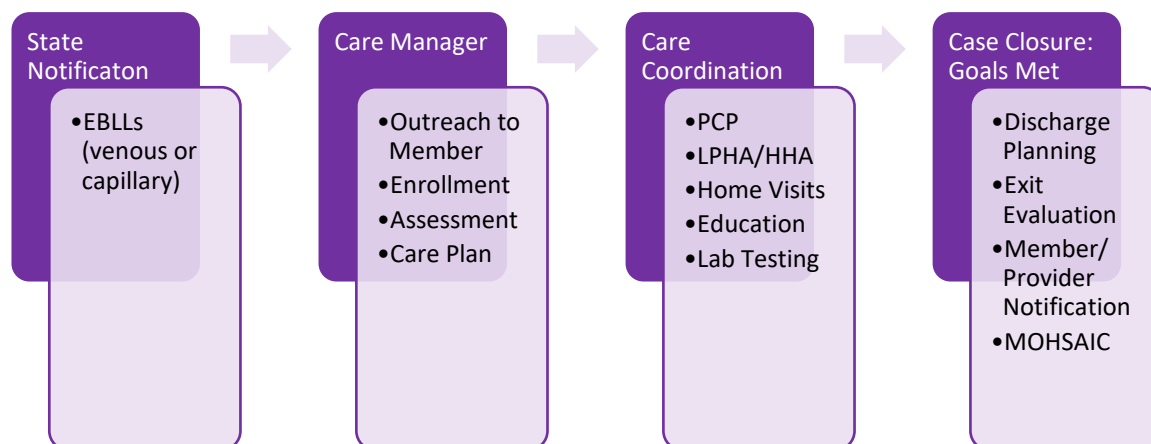 State
Notificaton
•EBLLs
(venous or
capillary)
Care Manager
•Outreach to
Member
•Enrollment
•Assessment
•Care Plan
Care
Coordination
•PCP
•LPHA/HHA
•Home Visits
•Education
•Lab Testing
Case Closure:
Goals Met
•Discharge
Planning
•Exit
Evaluation
•Member/
Provider
Notification
•MOHSAIC